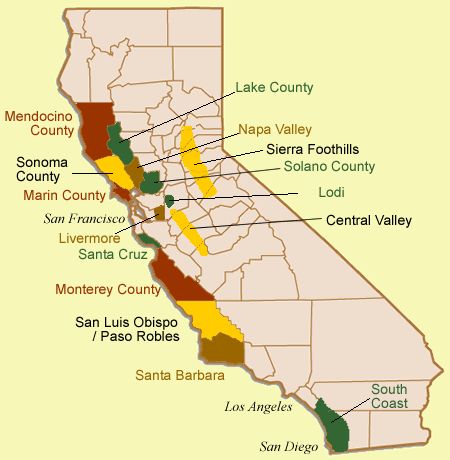 Lake County
Mendocino
County
Napa Valley
Sierra Foothills
Sonoma
County
Solano County
Marin County
Lodi
San Francisco
Central Valley
Livermore
Santa Cruz
Monterey County
San Luis Obispo
/ Paso Robles
Santa Barbara
South
Coast
Los Angeles
San Diego